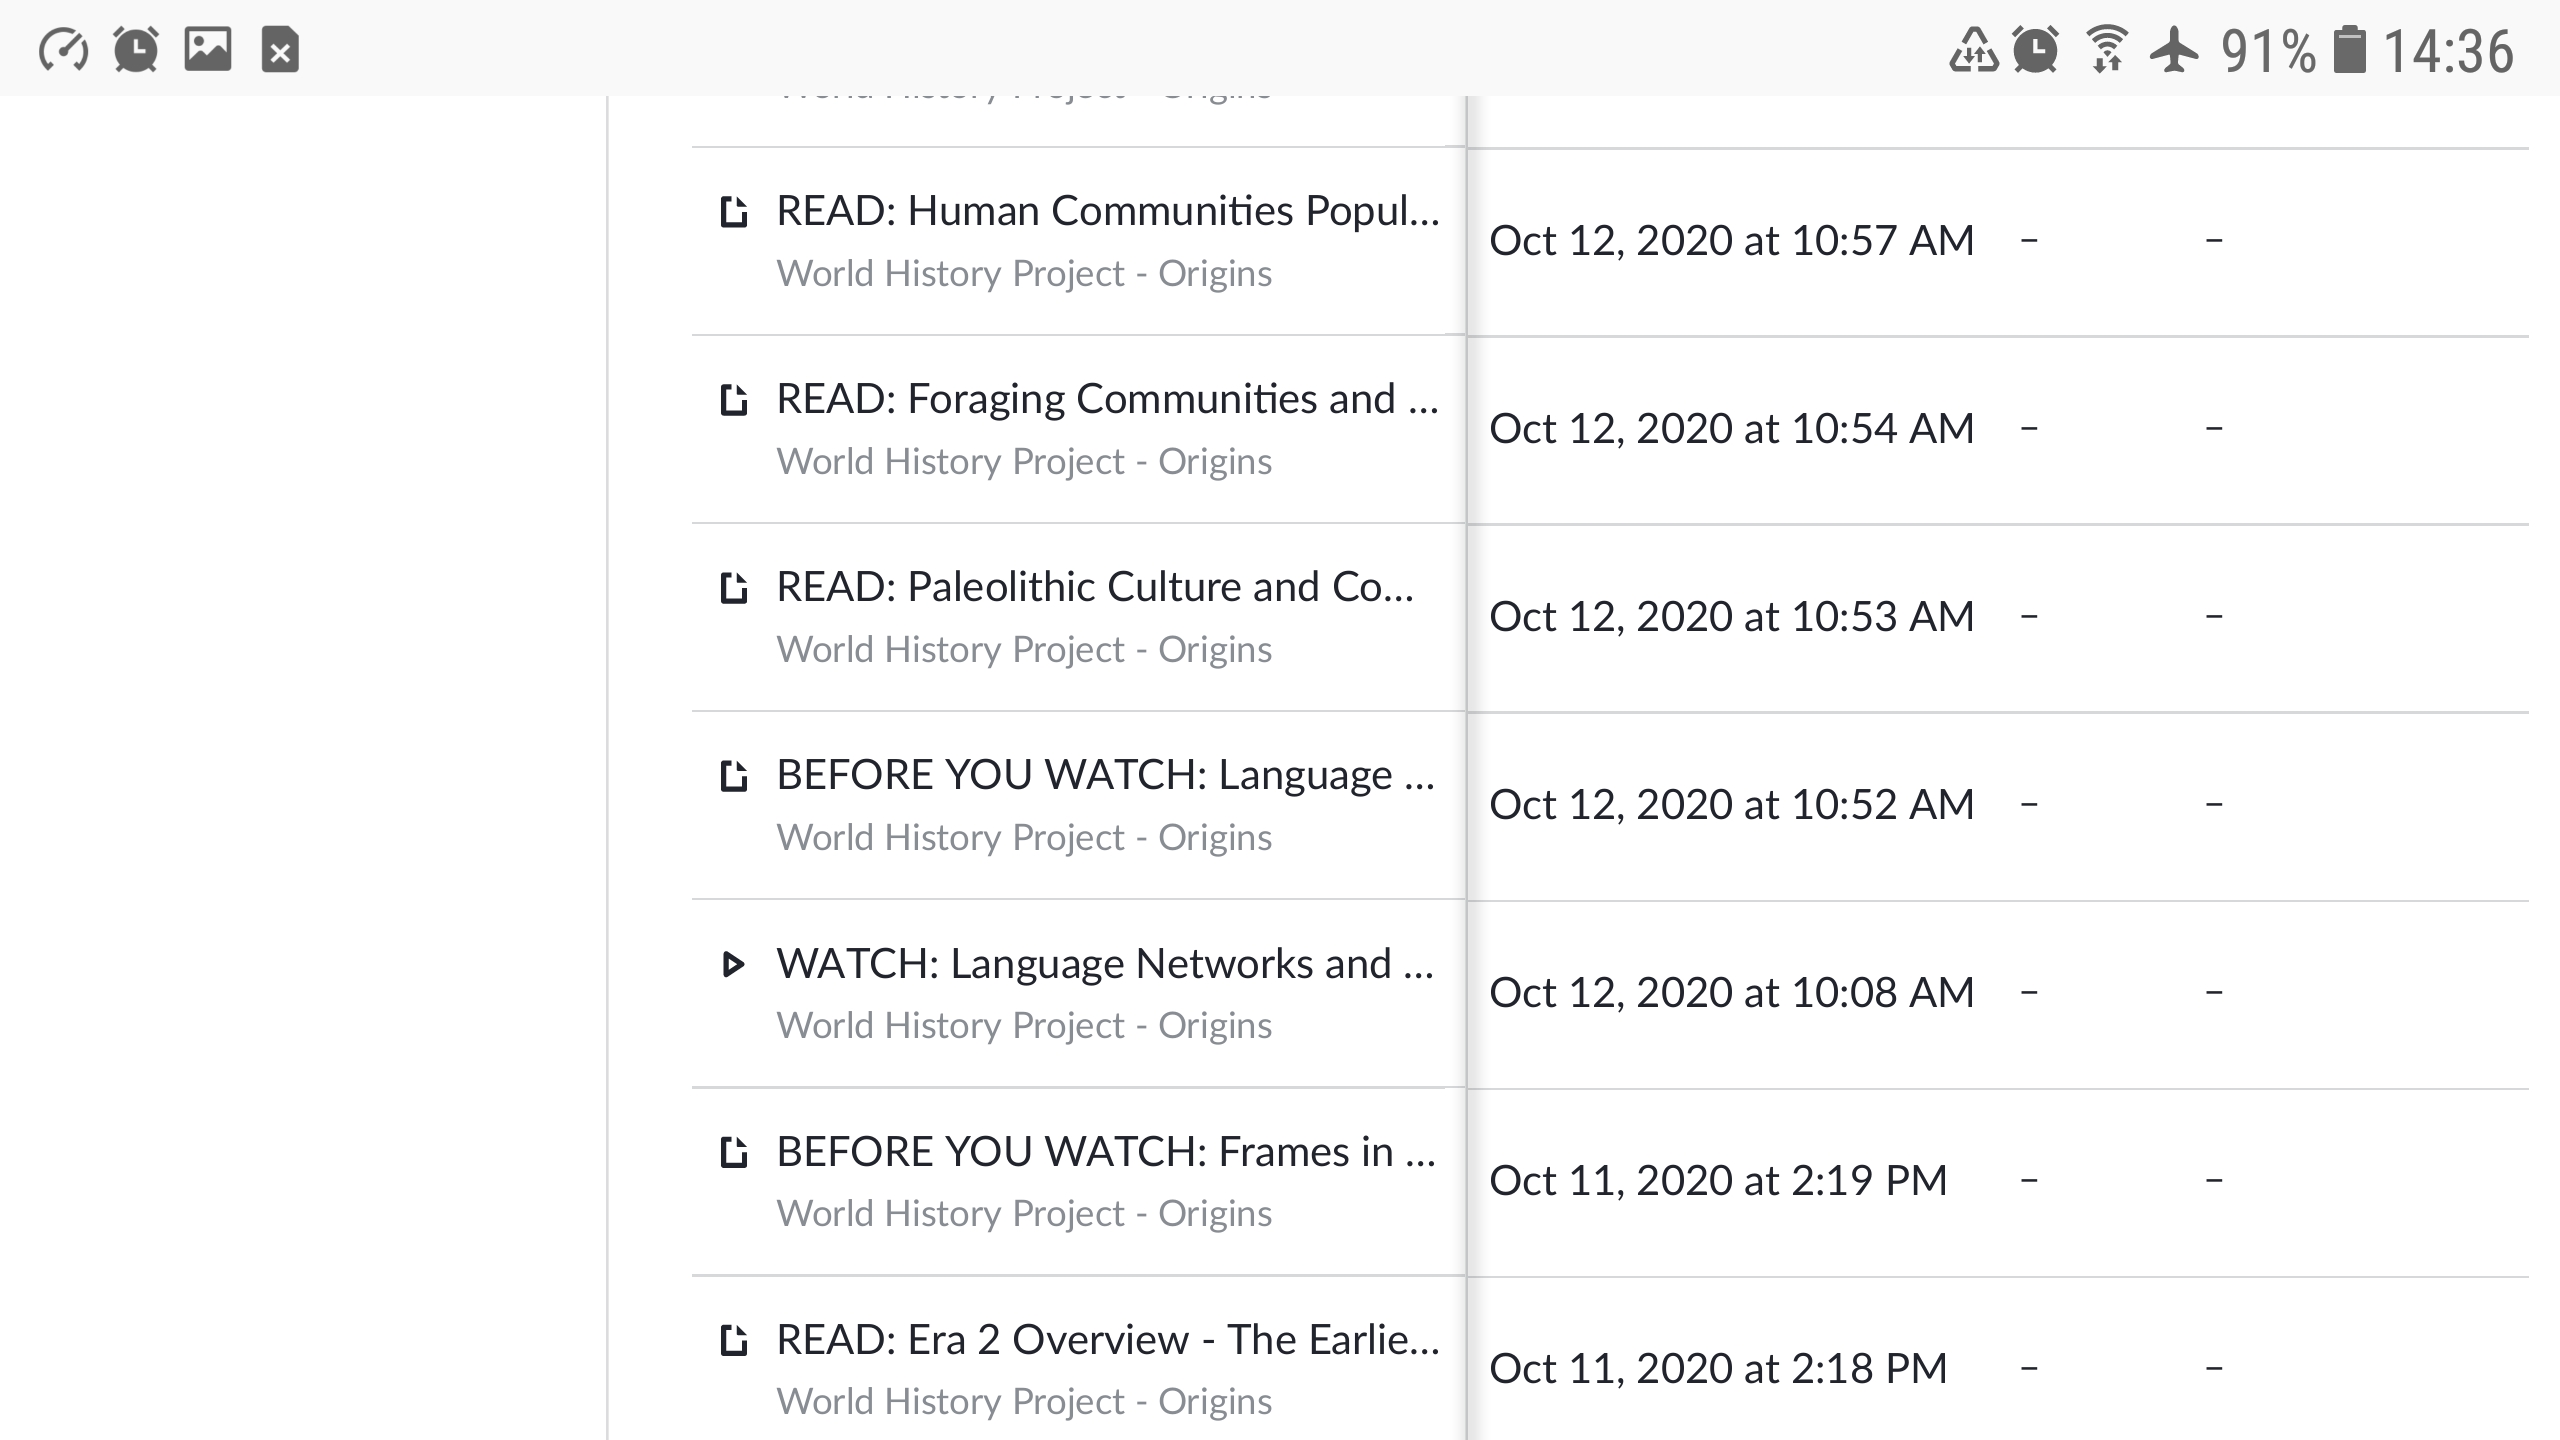 91% 14:36
World History Project - Origins
READ: Human Communities Popul...
World History Project - Origins
Oct 12, 2020 at 10:57 AM – –
READ: Foraging Communities and ...
World History Project - Origins
Oct 12, 2020 at 10:54 AM – –
READ: Paleolithic Culture and Co...
World History Project - Origins
Oct 12, 2020 at 10:53 AM – –
BEFORE YOU WATCH: Language ...
World History Project - Origins
Oct 12, 2020 at 10:52 AM – –
WATCH: Language Networks and ...
World History Project - Origins
Oct 12, 2020 at 10:08 AM – –
BEFORE YOU WATCH: Frames in ...
World History Project - Origins
Oct 11, 2020 at 2:19 PM – –
READ: Era 2 Overview - The Earlie...
World History Project - Origins
Oct 11, 2020 at 2:18 PM – –